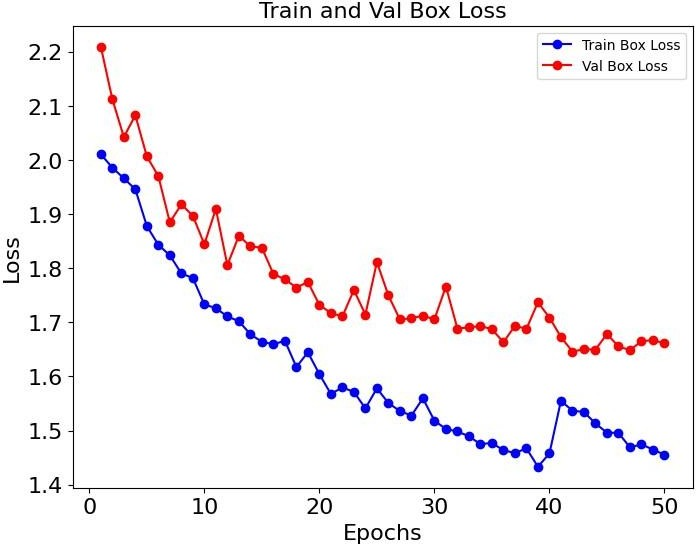 Train and Val Box Loss
Train Box Loss
Val Box Loss
2.2
2.1
2.0
1.9
1.8
1.7
1.6
1.5
1.4
Loss
0 10 20 30 40 50
Epochs